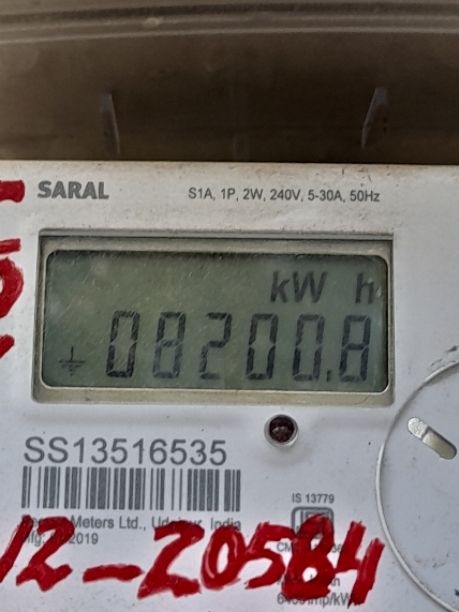 SARAL
S1A, 1P, 2W, 240V, 5-30A, 50Hz
kW h
08200.8
SS13516535
IS 13779
Meters Ltd., Udaipur, India
2019
12-20584